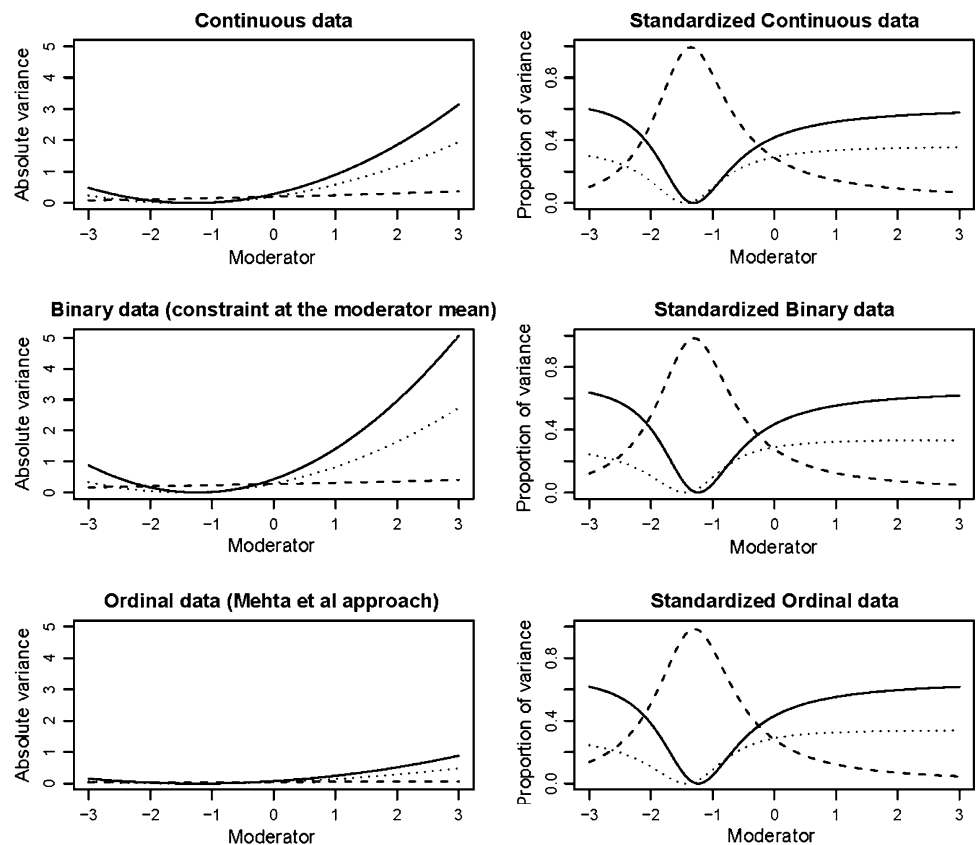 Continuous data
Absolute variance
5
4
3
2
1
0
−3 −2 −1 0 1 2 3
Moderator
Standardized Continuous data
Proportion of variance
0.8
0.4
0.0
−3 −2 −1 0 1 2 3
Moderator
Binary data (constraint at the moderator mean)
Absolute variance
5
4
3
2
1
0
−3 −2 −1 0 1 2 3
Moderator
Standardized Binary data
Proportion of variance
0.8
0.4
0.0
−3 −2 −1 0 1 2 3
Moderator
Ordinal data (Mehta et al approach)
Absolute variance
5
4
3
2
1
0
−3 −2 −1 0 1 2 3
Moderator
Standardized Ordinal data
Proportion of variance
0.8
0.4
0.0
−3 −2 −1 0 1 2 3
Moderator